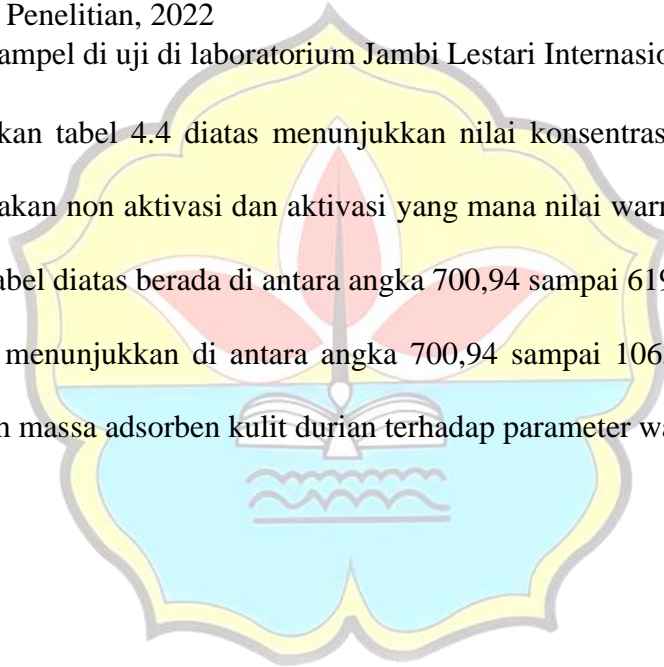 Penelitian, 2022
ampel di uji di laboratorium Jambi Lestari Internasio
kan tabel 4.4 diatas menunjukkan nilai konsentras
akan non aktivasi dan aktivasi yang mana nilai warn
abel diatas berada di antara angka 700,94 sampai 619
menunjukkan di antara angka 700,94 sampai 106
n massa adsorben kulit durian terhadap parameter wa